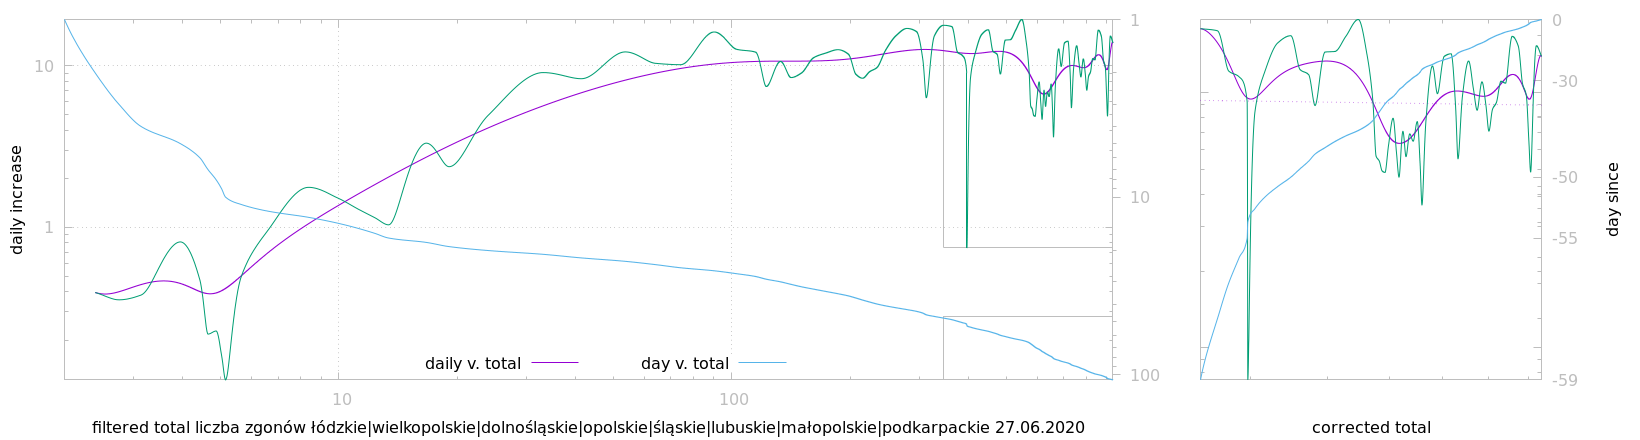 1
0
10
-30
daily increase
-50
day since
10
1
-55
daily v. total
day v. total
100
-59
10
100
filtered total liczba zgonów łódzkie|wielkopolskie|dolnośląskie|opolskie|śląskie|lubuskie|małopolskie|podkarpackie 27.06.2020
corrected total